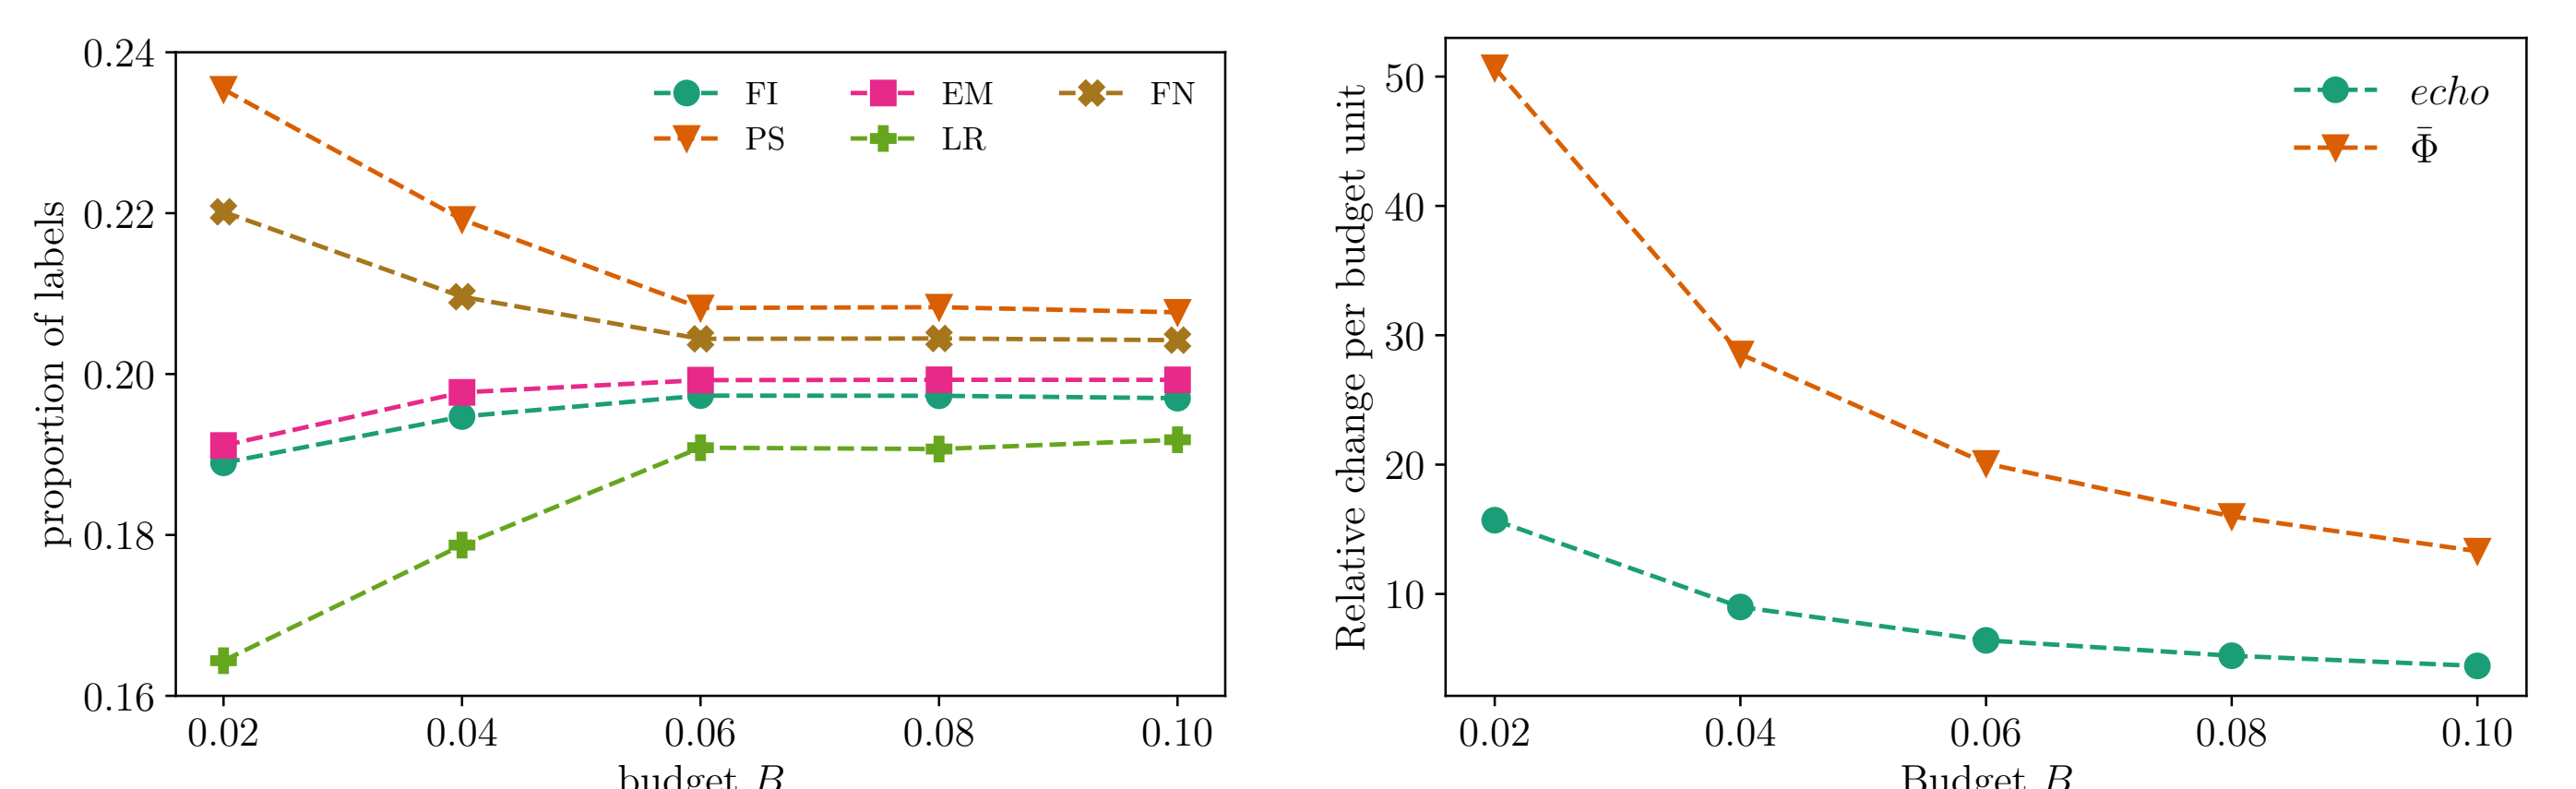 0.24
0.22
0.20
0.18
0.16
proportion of labels
FI
EM
FN
PS
LR
0.02 0.04 0.06 0.08 0.10
budget B
50
40
30
20
10
Relative change per budget unit
echo
Φ̄
0.02 0.04 0.06 0.08 0.10
Budget B